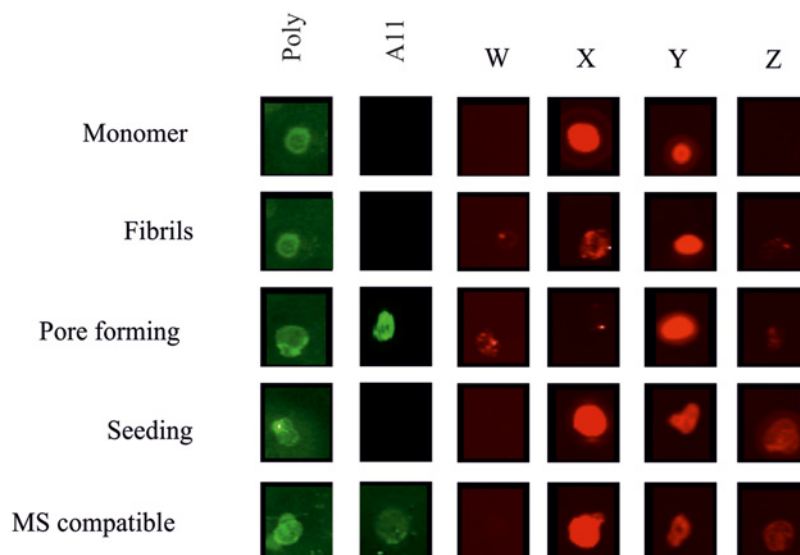 Poly A11 W X Y Z
Monomer
Fibrils
Pore forming
Seeding
MS compatible